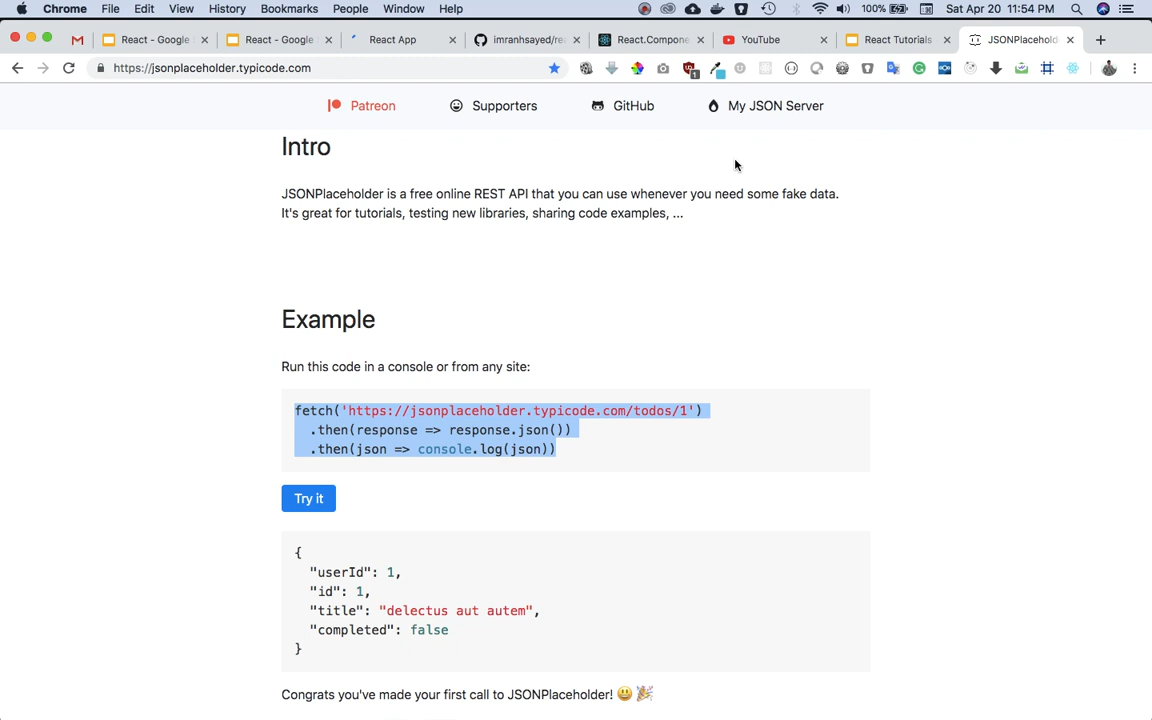 Chrome File Edit View History Bookmarks People Window Help 100% Sat Apr 20 11:54 PM
React - Google React - Google React App imranhsayed/re React.Compone YouTube React Tutorials JSONPlacehold
https://jsonplaceholder.typicode.com
Patreon Supporters GitHub My JSON Server
Intro
JSONPlaceholder is a free online REST API that you can use whenever you need some fake data.
It's great for tutorials, testing new libraries, sharing code examples, ...
Example
Run this code in a console or from any site:
fetch('https://jsonplaceholder.typicode.com/todos/1')
.then(response => response.json())
.then(json => console.log(json))
Try it
{
"userId": 1,
"id": 1,
"title": "delectus aut autem",
"completed": false
}
Congrats you've made your first call to JSONPlaceholder! 😃 🎉